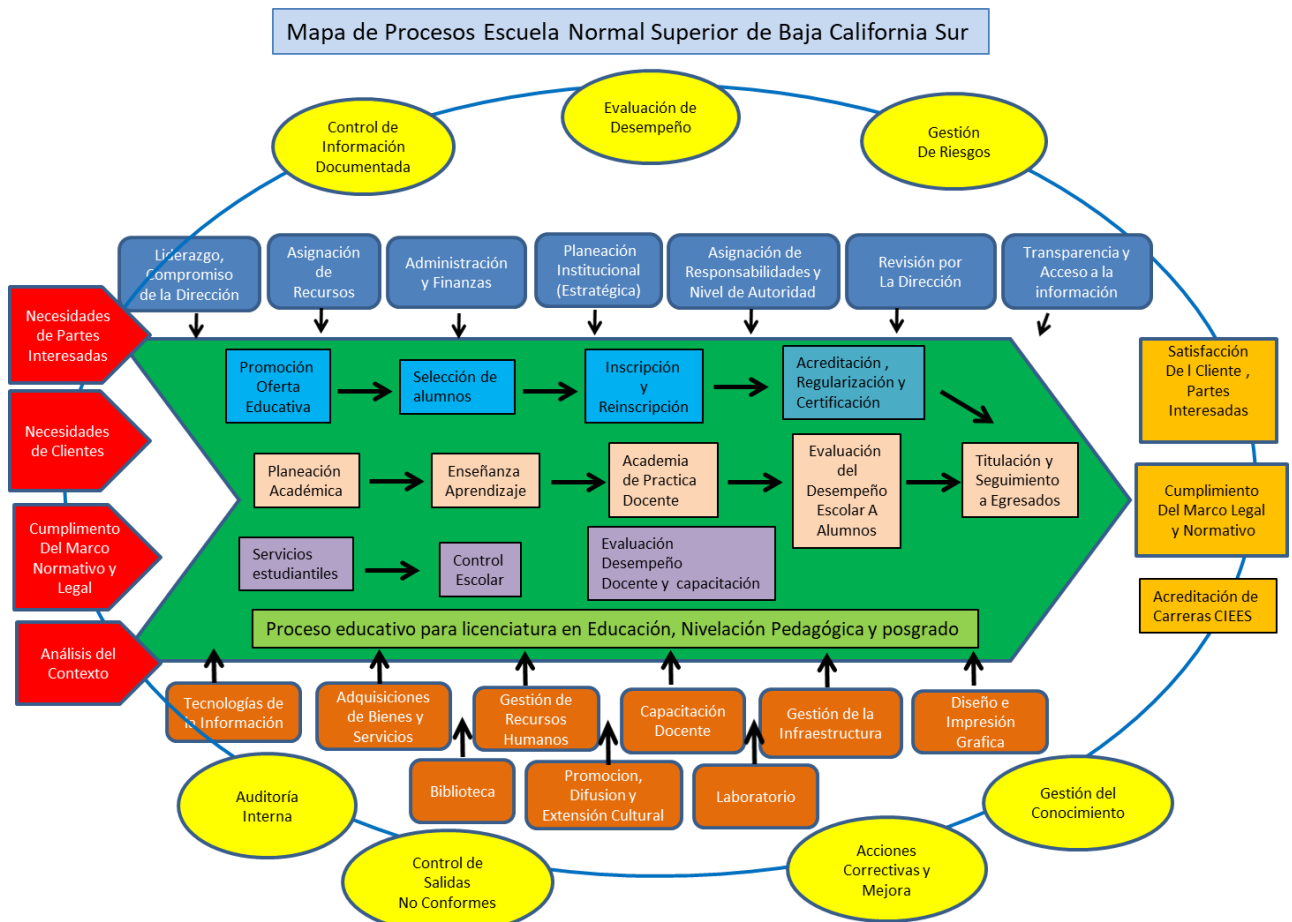 Mapa de Procesos Escuela Normal Superior de Baja California Sur
Control de
Información
Documentada
Evaluación de
Desempeño
Gestión
De Riesgos
Liderazgo,
Compromiso
de la Dirección
Asignación
de
Recursos
Administración
y Finanzas
Planeación
Institucional
(Estratégica)
Asignación de
Responsabilidades y
Nivel de Autoridad
Revisión por
La Dirección
Transparencia y
Acceso a la
información
Necesidades
de Partes
Interesadas
Necesidades
de Clientes
Cumplimento
Del Marco
Normativo y
Legal
Análisis del
Contexto
Promoción
Oferta
Educativa
Selección de
alumnos
Inscripción
y
Reinscripción
Acreditación ,
Regularización y
Certificación
Planeación
Académica
Enseñanza
Aprendizaje
Academia
de Practica
Docente
Evaluación
del
Desempeño
Escolar A
Alumnos
Titulación y
Seguimiento
a Egresados
Servicios
estudiantiles
Control
Escolar
Evaluación
Desempeño
Docente y capacitación
Proceso educativo para licenciatura en Educación, Nivelación Pedagógica y posgrado
Satisfacción
De l Cliente ,
Partes
Interesadas
Cumplimiento
Del Marco Legal
y Normativo
Acreditación de
Carreras CIEES
Tecnologías de
la Información
Adquisiciones
de Bienes y
Servicios
Gestión de
Recursos
Humanos
Capacitación
Docente
Gestión de la
Infraestructura
Diseño e
Impresión
Grafica
Biblioteca
Promocion,
Difusion y
Extensión Cultural
Laboratorio
Auditoría
Interna
Control de
Salidas
No Conformes
Acciones
Correctivas y
Mejora
Gestión del
Conocimiento